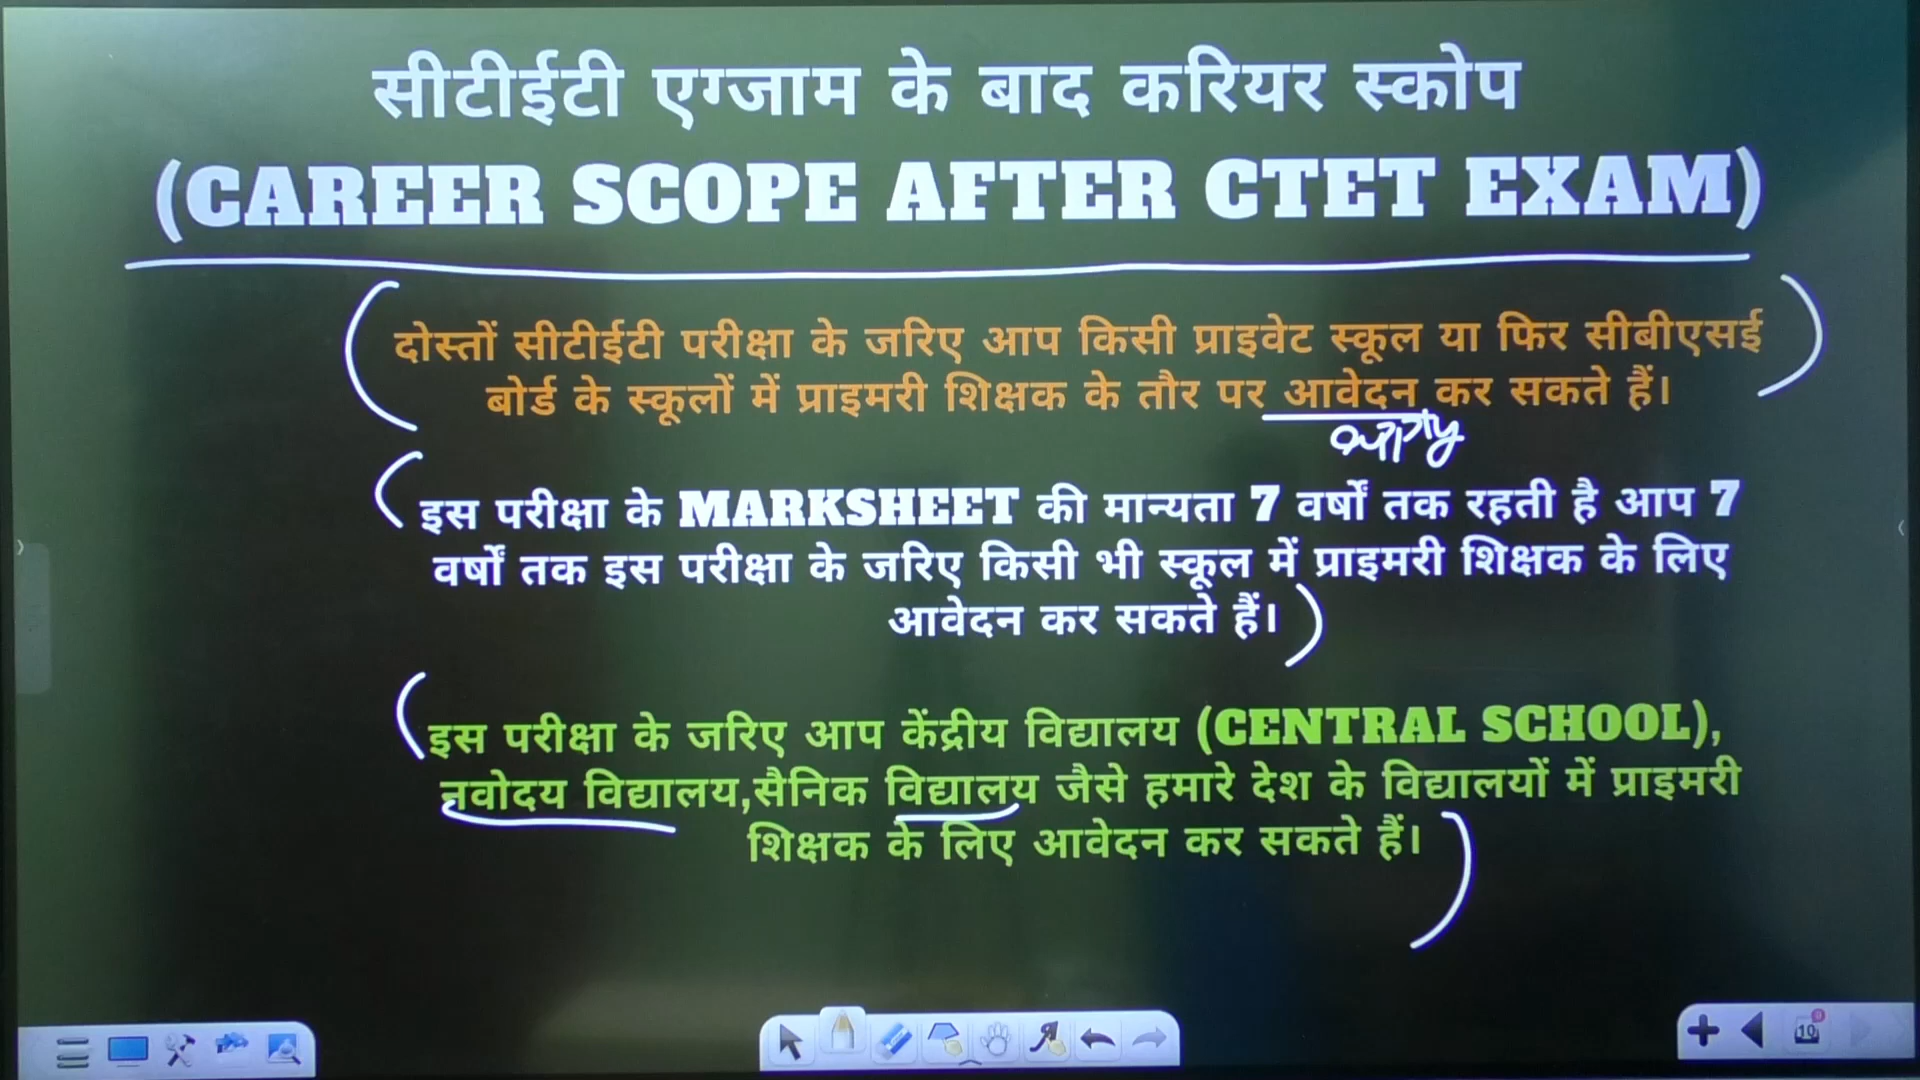 सीटीईटी एग्जाम के बाद करियर स्कोप
(CAREER SCOPE AFTER CTET EXAM)
दोस्तों सीटीईटी परीक्षा के जरिए आप किसी प्राइवेट स्कूल या फिर सीबीएसई
बोर्ड के स्कूलों में प्राइमरी शिक्षक के तौर पर आवेदन कर सकते हैं।
apply
इस परीक्षा के MARKSHEET की मान्यता 7 वर्षों तक रहती है आप 7
वर्षों तक इस परीक्षा के जरिए किसी भी स्कूल में प्राइमरी शिक्षक के लिए
आवेदन कर सकते हैं।
इस परीक्षा के जरिए आप केंद्रीय विद्यालय (CENTRAL SCHOOL),
नवोदय विद्यालय,सैनिक विद्यालय जैसे हमारे देश के विद्यालयों में प्राइमरी
शिक्षक के लिए आवेदन कर सकते हैं।
10